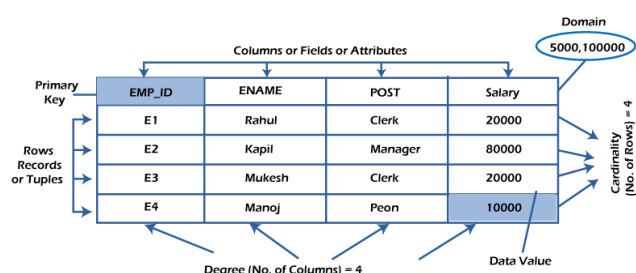 Domain
5000,100000
Columns or Fields or Attributes
Primary
Key
EMP_ID ENAME POST Salary
E1 Rahul Clerk 20000
E2 Kapil Manager 80000
E3 Mukesh Clerk 20000
E4 Manoj Peon 10000
Rows
Records
or Tuples
Cardinality
(No. of Rows) = 4
Data Value
Degree (No. of Columns) = 4